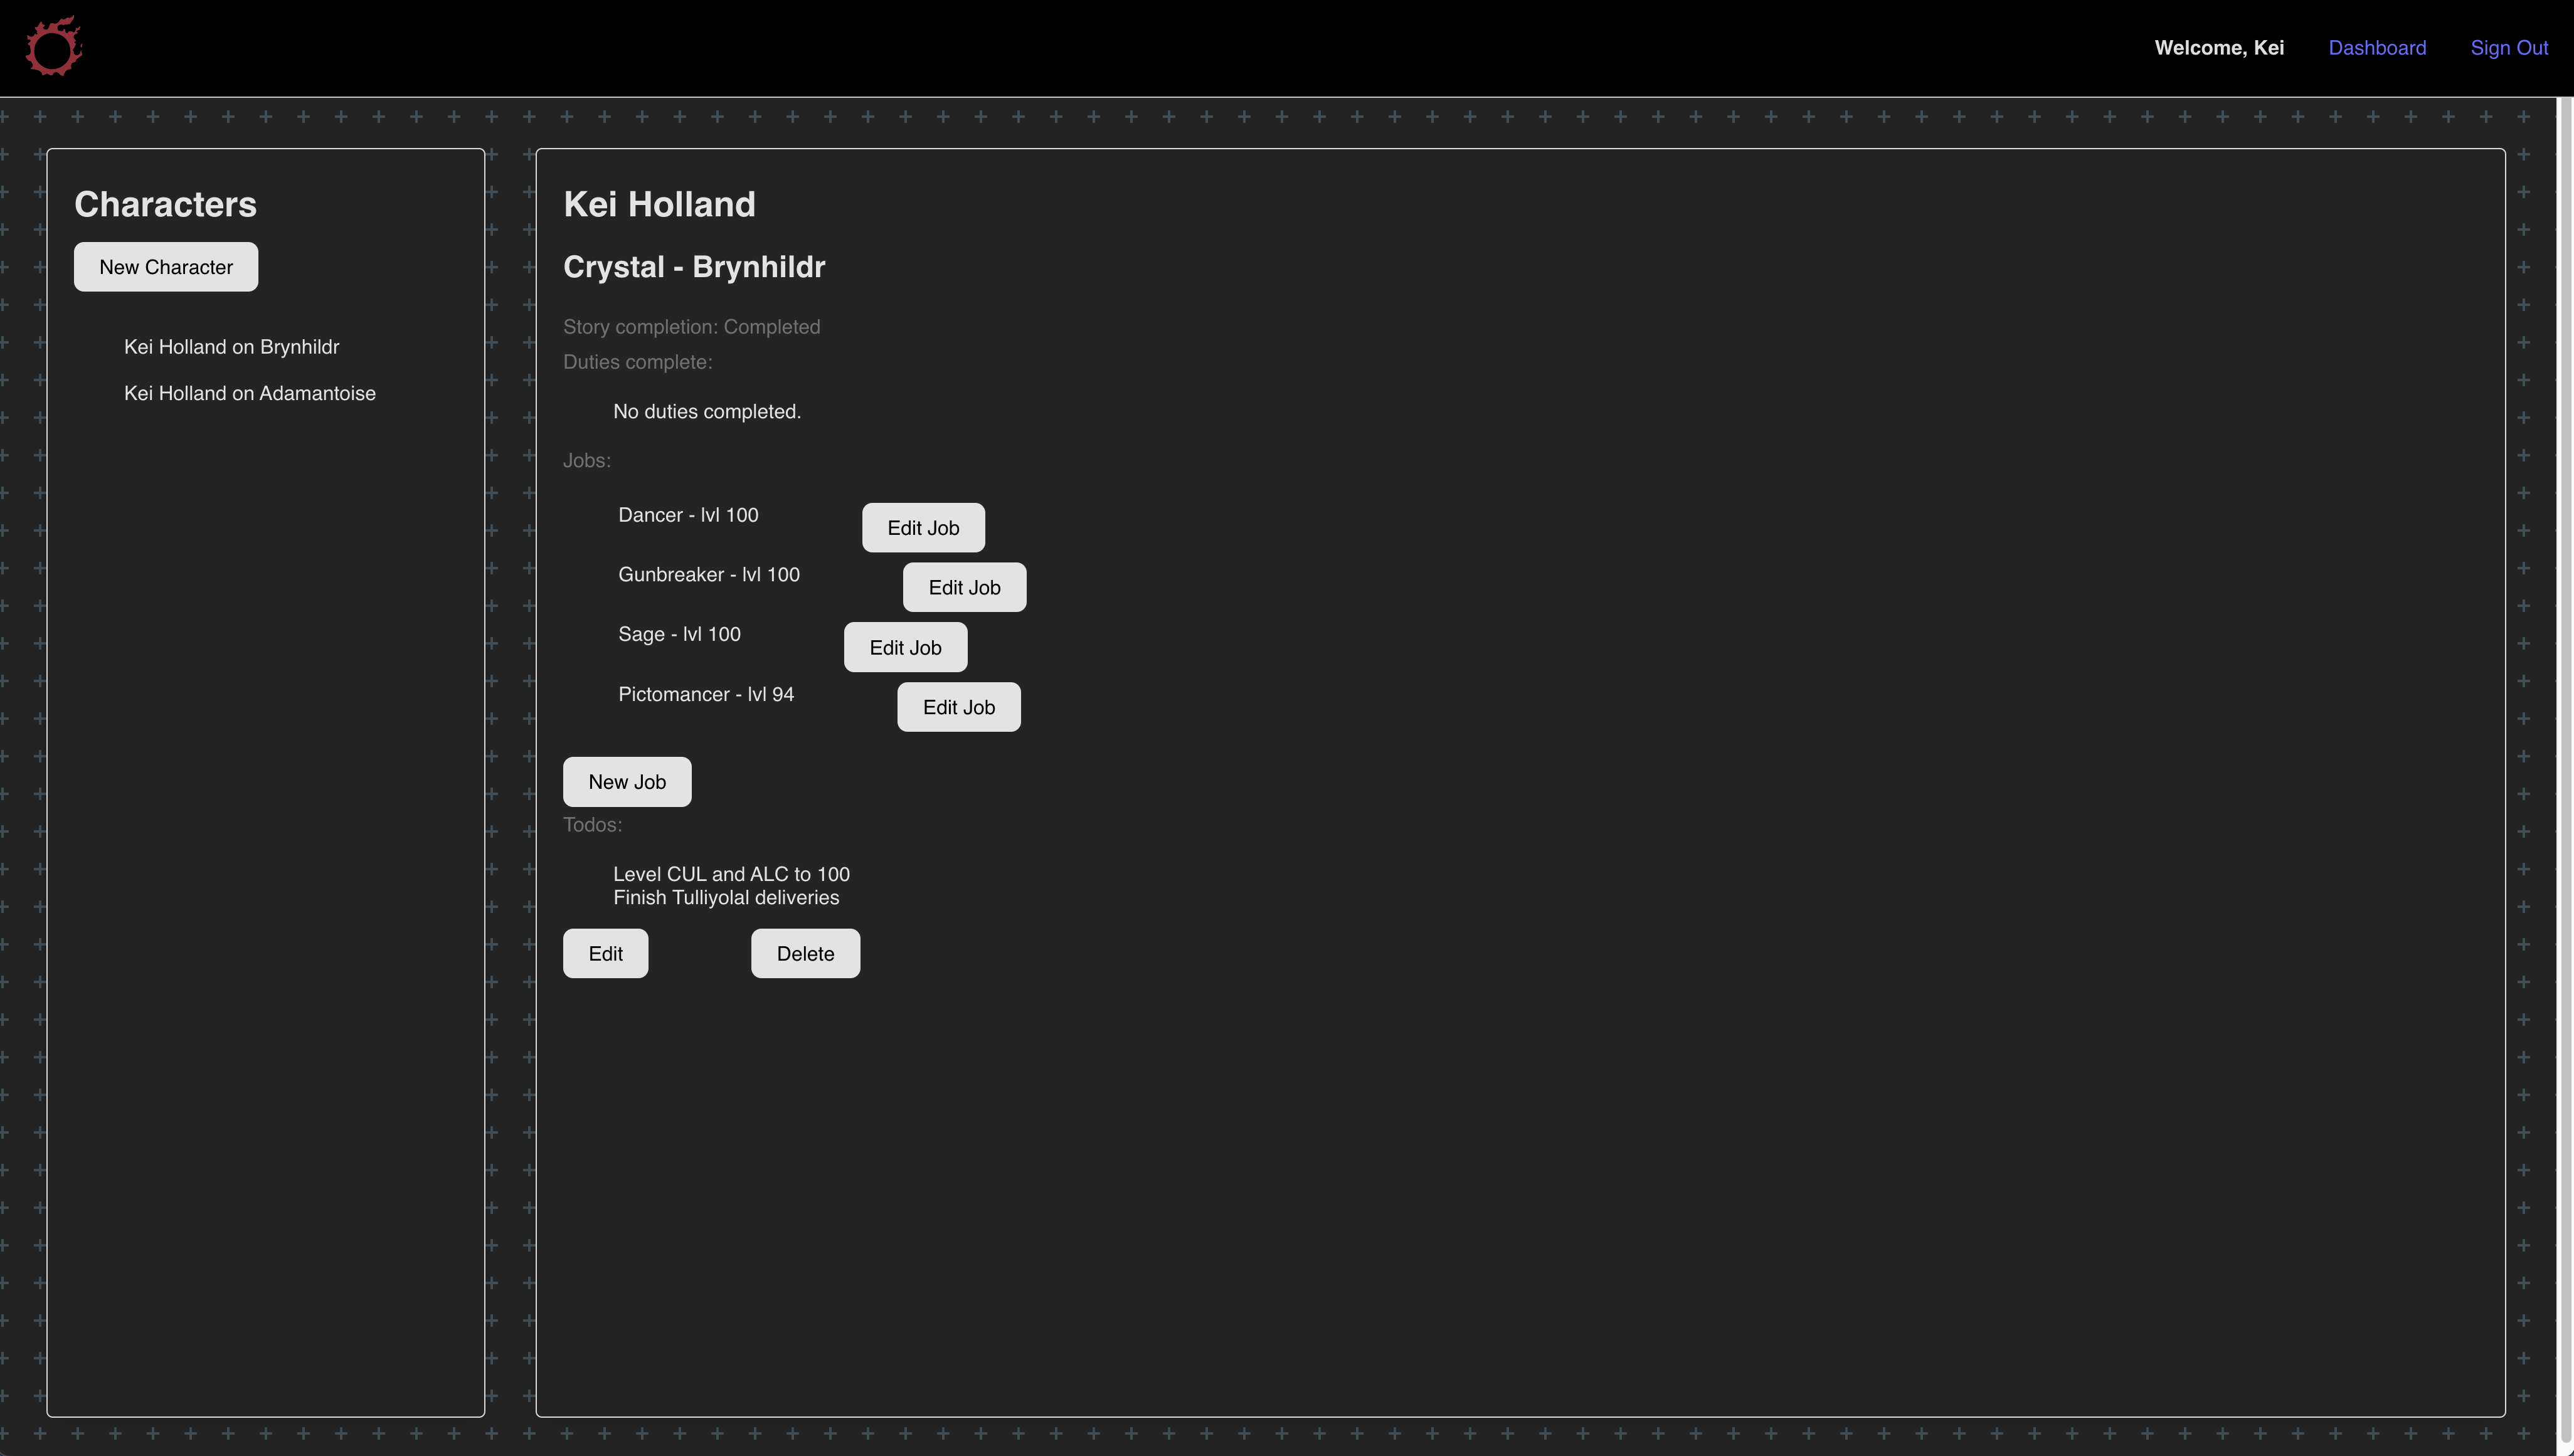 Welcome, Kei Dashboard Sign Out
Characters
New Character
Kei Holland on Brynhildr
Kei Holland on Adamantoise
Kei Holland
Crystal - Brynhildr
Story completion: Completed
Duties complete:
No duties completed.
Jobs:
Dancer - lvl 100 Edit Job
Gunbreaker - lvl 100 Edit Job
Sage - lvl 100 Edit Job
Pictomancer - lvl 94 Edit Job
New Job
Todos:
Level CUL and ALC to 100
Finish Tulliyolal deliveries
Edit Delete